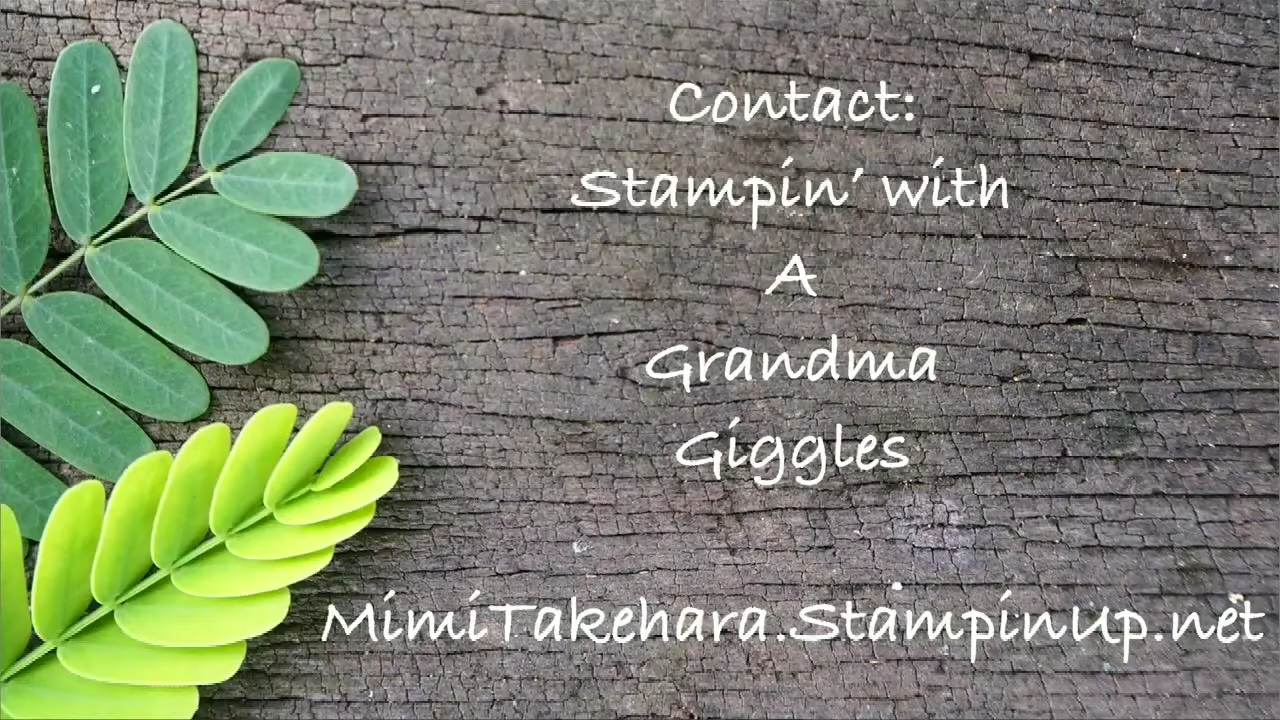 Contact:
Stampin' with
A
Grandma
Giggles
MimiTakehara.StampinUp.net